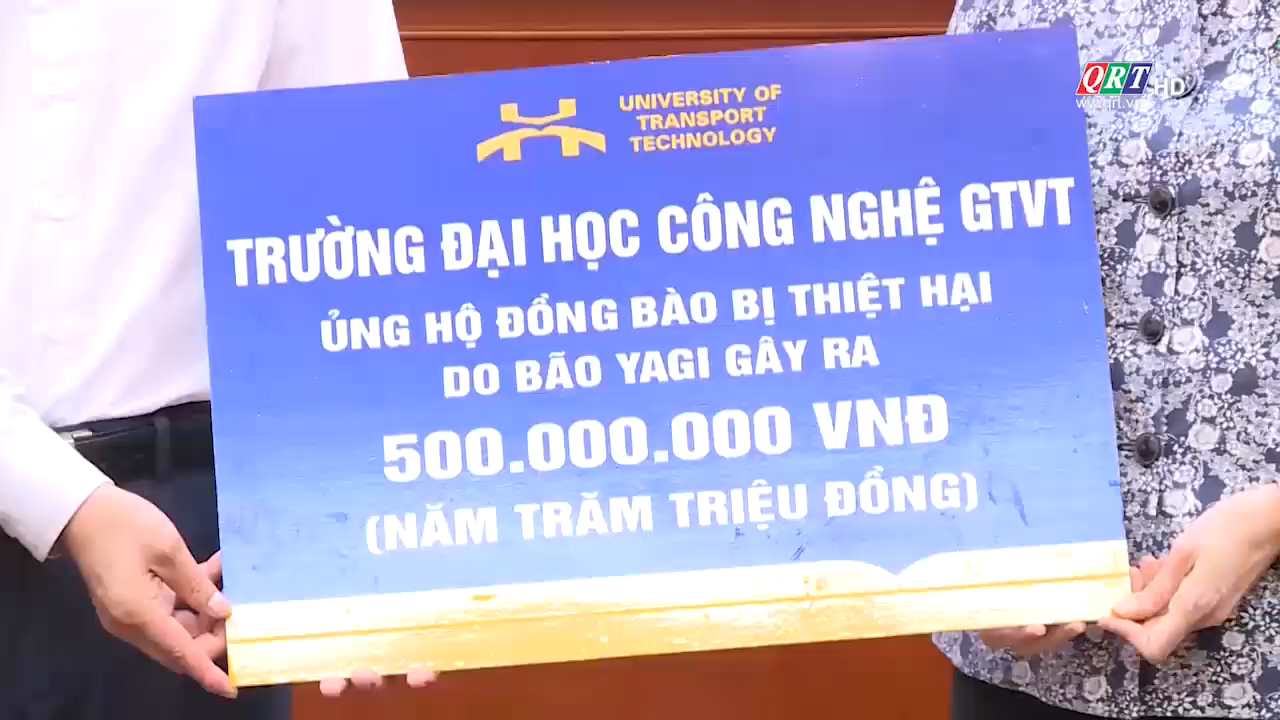 QRT HD
www.qrt.vn
UNIVERSITY OF
TRANSPORT
TECHNOLOGY
TRƯỜNG ĐẠI HỌC CÔNG NGHỆ GTVT
ỦNG HỘ ĐỒNG BÀO BỊ THIỆT HẠI
DO BÃO YAGI GÂY RA
500.000.000 VNĐ
(NĂM TRĂM TRIỆU ĐỒNG)